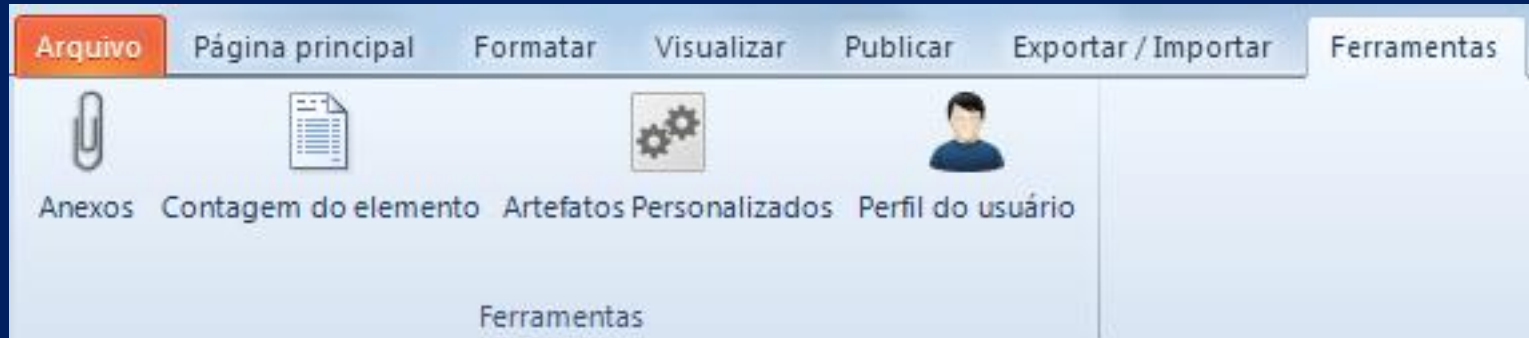 Arquivo Página principal Formatar Visualizar Publicar Exportar / Importar Ferramentas
Anexos Contagem do elemento Artefatos Personalizados Perfil do usuário
Ferramentas